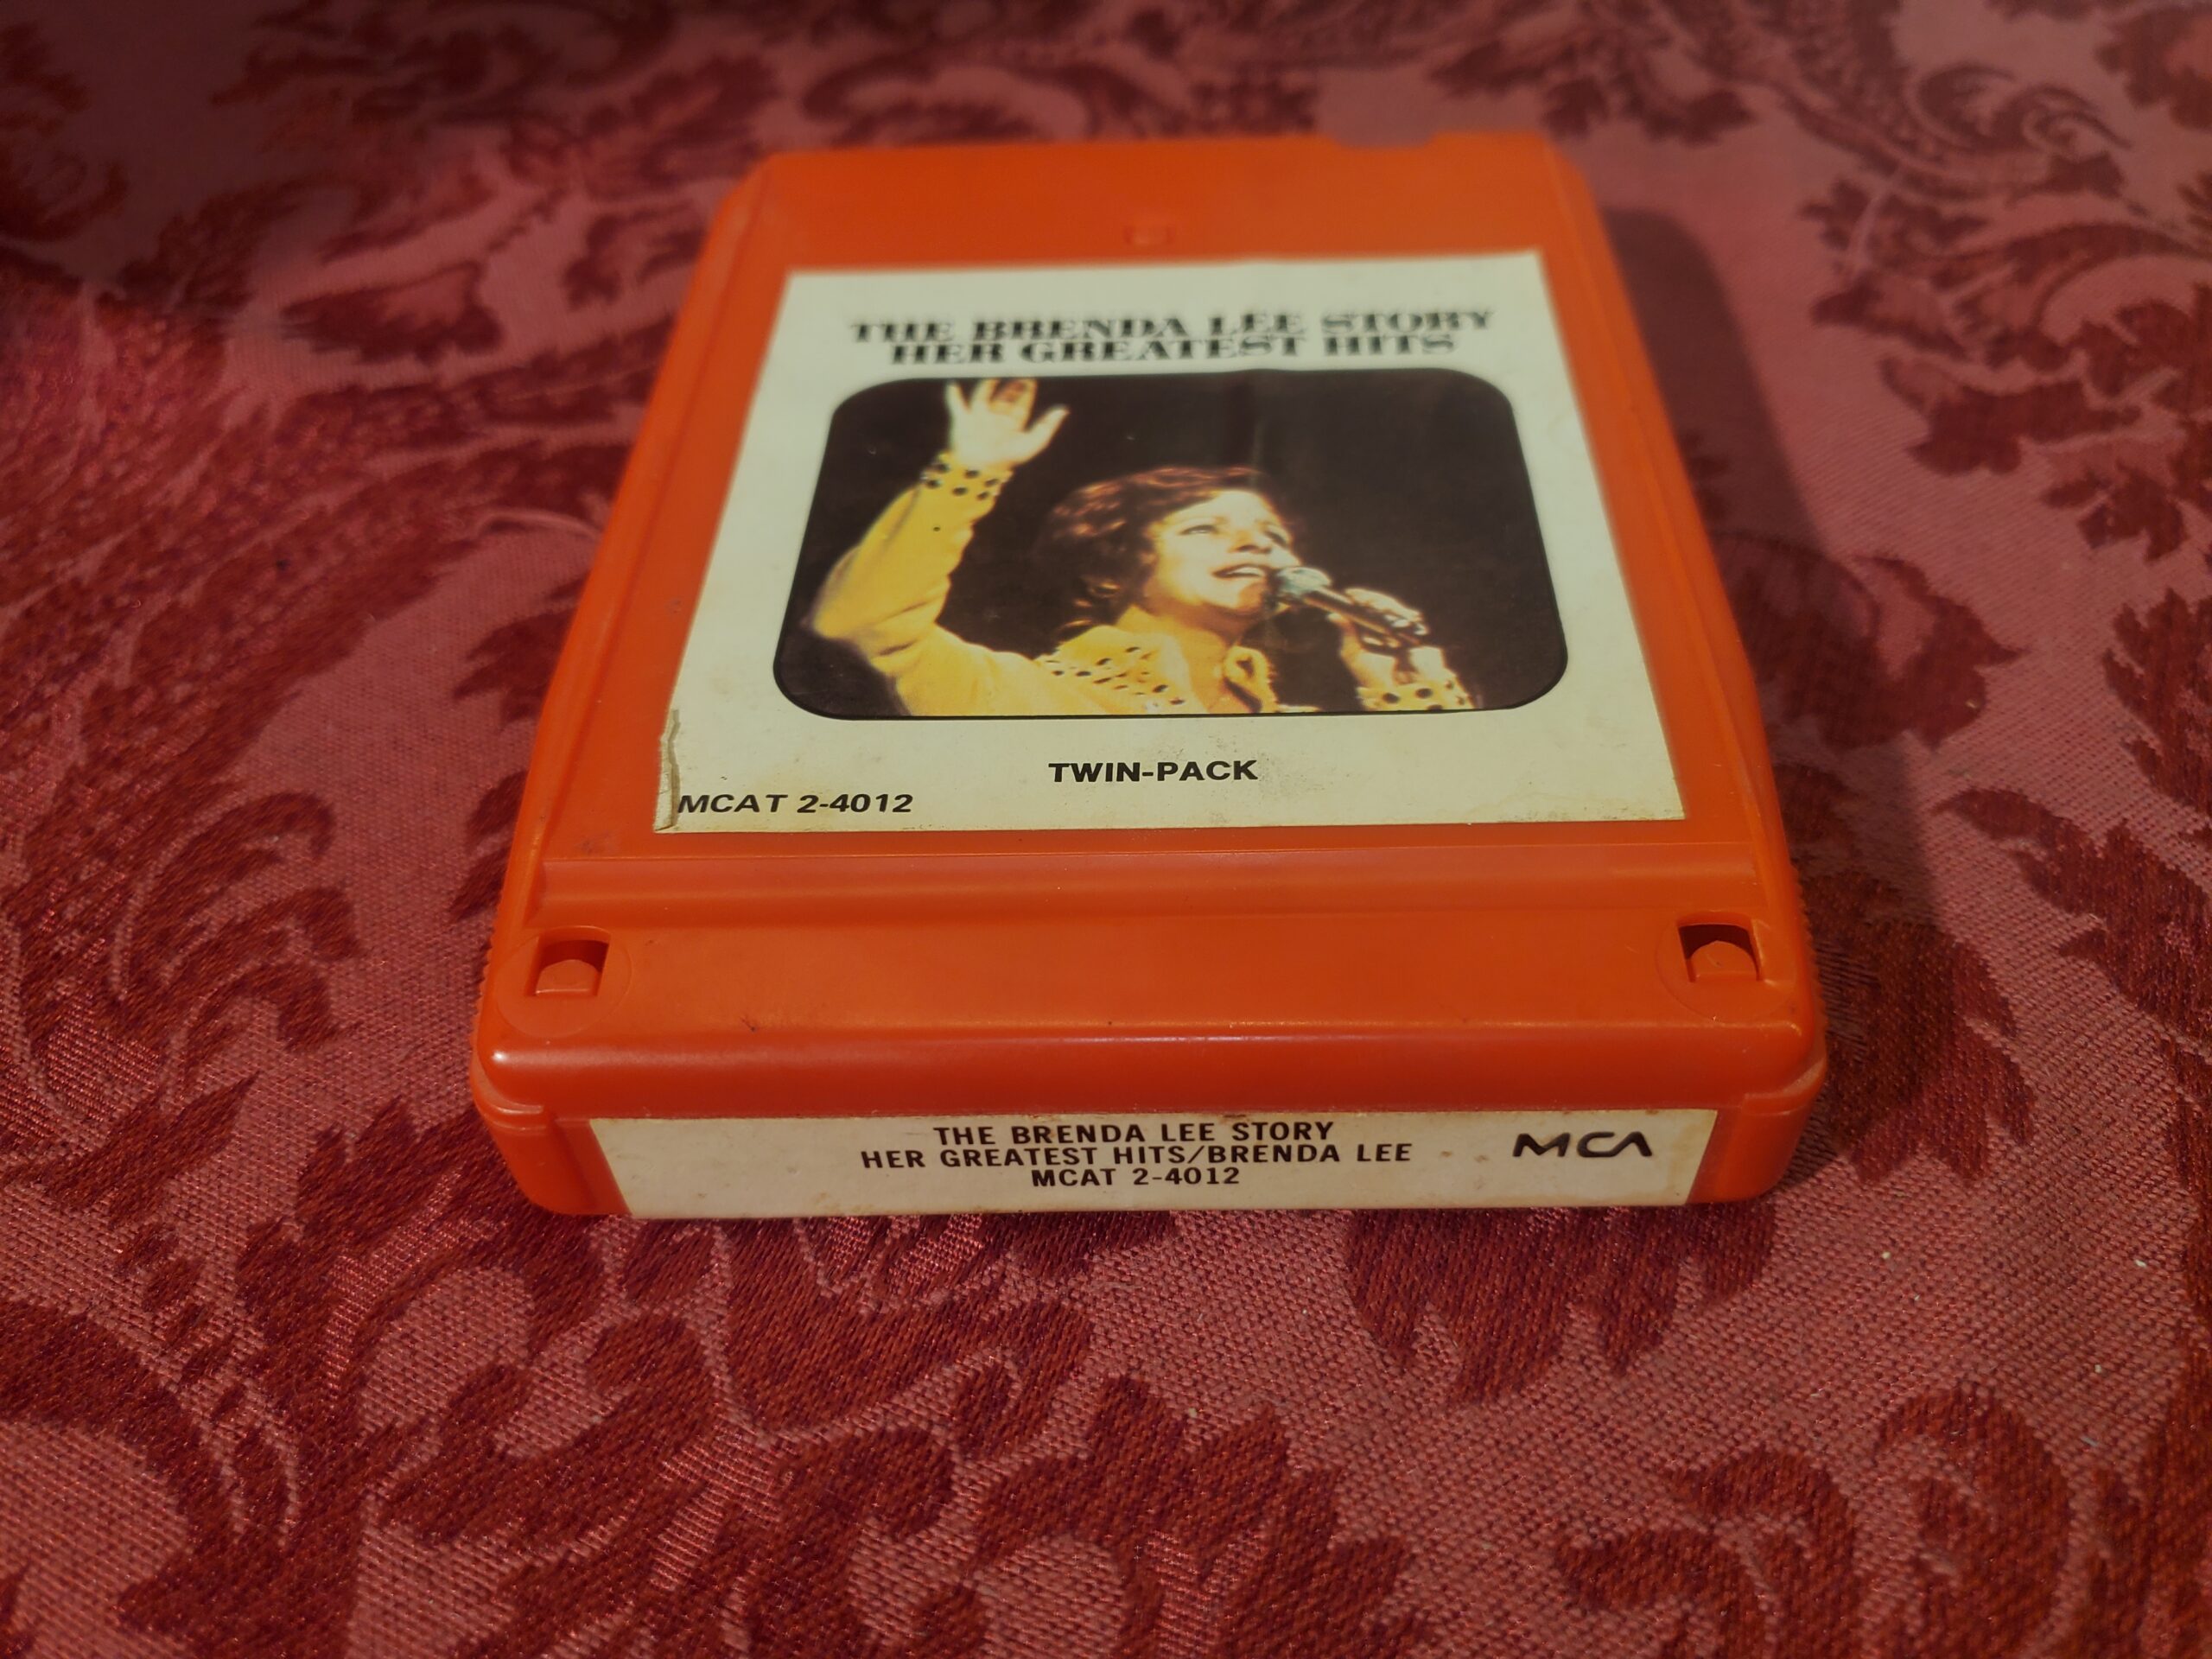 THE BRENDA LEE STORY
HER GREATEST HITS
TWIN-PACK
MCAT 2-4012
THE BRENDA LEE STORY
HER GREATEST HITS/BRENDA LEE
MCAT 2-4012
MCA